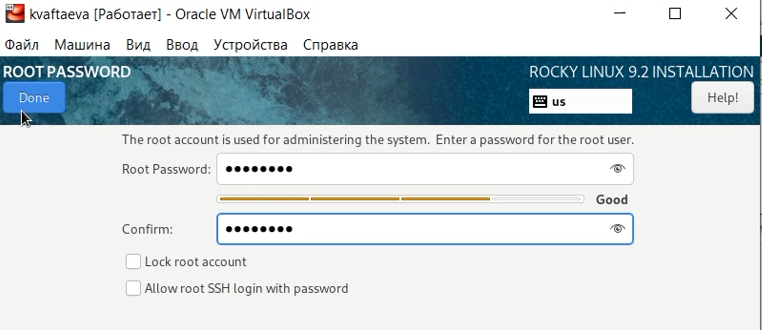 kvaftaeva [Работает] - Oracle VM VirtualBox
Файл Машина Вид Ввод Устройства Справка
ROOT PASSWORD ROCKY LINUX 9.2 INSTALLATION
Done us Help!
The root account is used for administering the system. Enter a password for the root user.
Root Password: ●●●●●●●●
Good
Confirm: ●●●●●●●●
Lock root account
Allow root SSH login with password